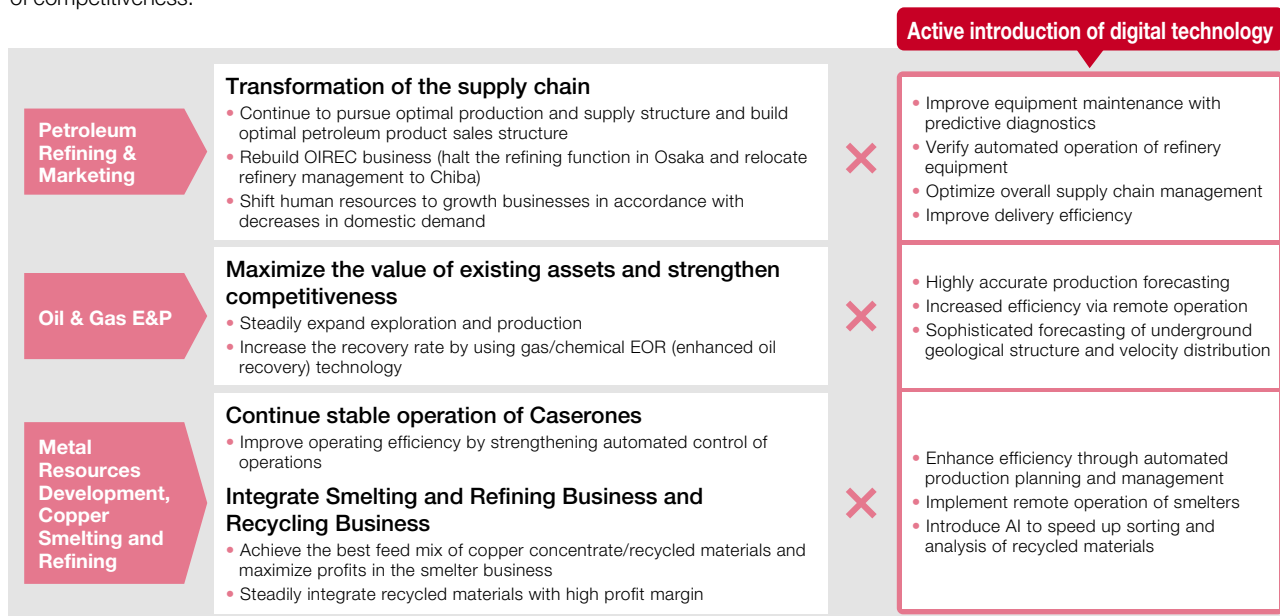 of competitiveness.
Active introduction of digital technology
Petroleum
Refining &
Marketing
Transformation of the supply chain
• Continue to pursue optimal production and supply structure and build
optimal petroleum product sales structure
• Rebuild OIREC business (halt the refining function in Osaka and relocate
refinery management to Chiba)
• Shift human resources to growth businesses in accordance with
decreases in domestic demand
×
• Improve equipment maintenance with
predictive diagnostics
• Verify automated operation of refinery
equipment
• Optimize overall supply chain management
• Improve delivery efficiency
Oil & Gas E&P
Maximize the value of existing assets and strengthen
competitiveness
• Steadily expand exploration and production
• Increase the recovery rate by using gas/chemical EOR (enhanced oil
recovery) technology
×
• Highly accurate production forecasting
• Increased efficiency via remote operation
• Sophisticated forecasting of underground
geological structure and velocity distribution
Metal
Resources
Development,
Copper
Smelting and
Refining
Continue stable operation of Caserones
• Improve operating efficiency by strengthening automated control of
operations
Integrate Smelting and Refining Business and
Recycling Business
• Achieve the best feed mix of copper concentrate/recycled materials and
maximize profits in the smelter business
• Steadily integrate recycled materials with high profit margin
×
• Enhance efficiency through automated
production planning and management
• Implement remote operation of smelters
• Introduce AI to speed up sorting and
analysis of recycled materials